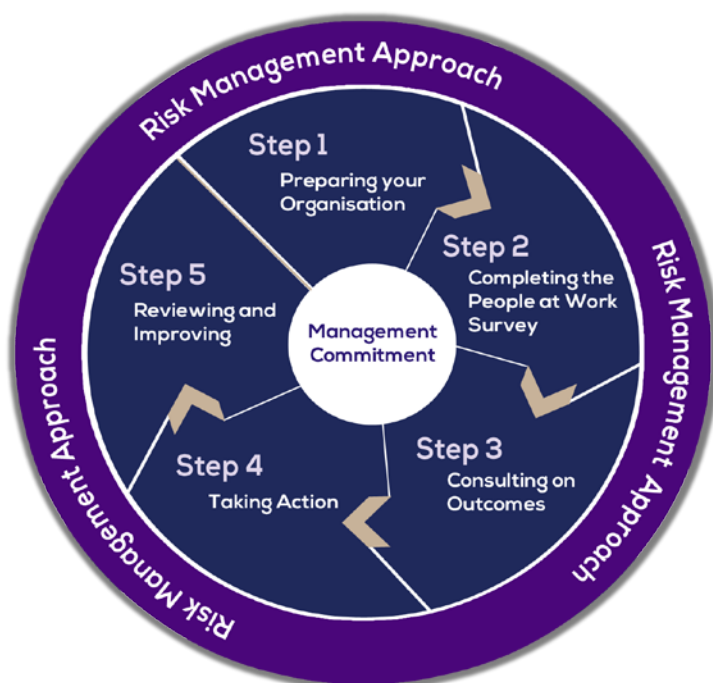 Risk Management Approach
Step 1
Preparing your
Organisation
Step 2
Completing the
People at Work
Survey
Step 3
Consulting on
Outcomes
Step 4
Taking Action
Step 5
Reviewing and
Improving
Management
Commitment
Risk Management Approach
Risk Management Approach